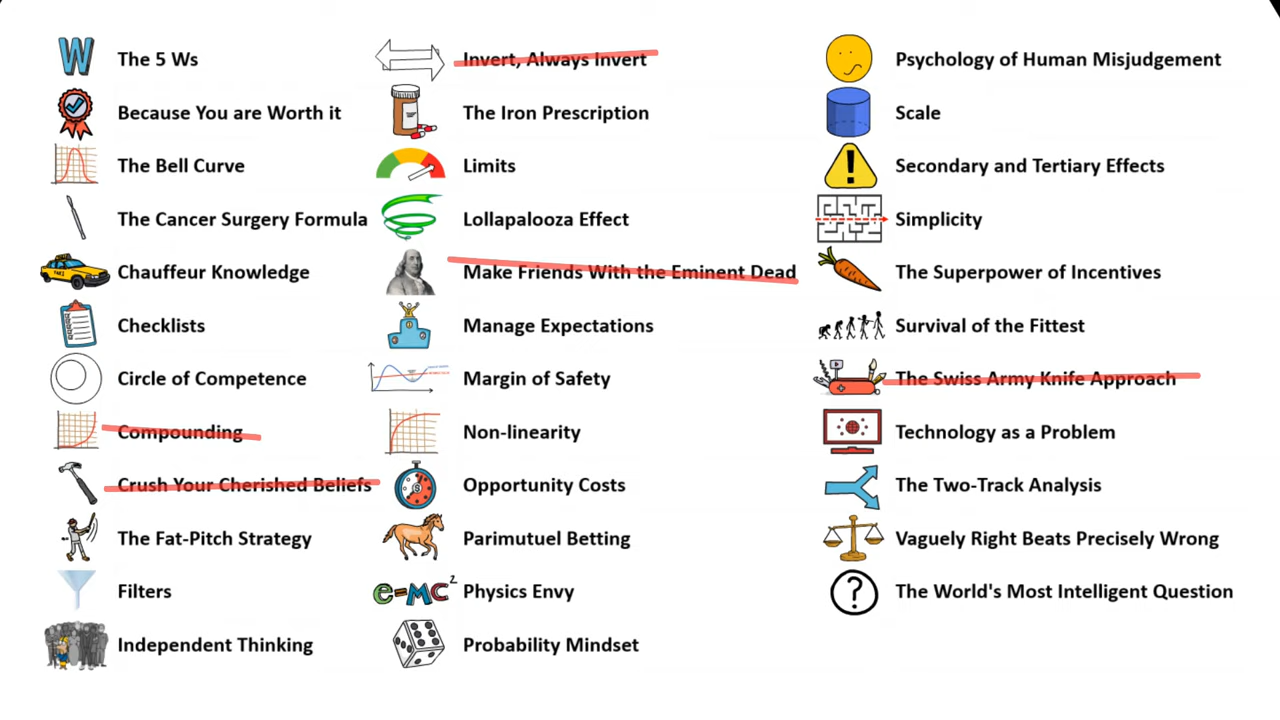 The 5 Ws
Because You are Worth it
The Bell Curve
The Cancer Surgery Formula
Chauffeur Knowledge
Checklists
Circle of Competence
Compounding
Crush Your Cherished Beliefs
The Fat-Pitch Strategy
Filters
Independent Thinking
Invert, Always Invert
The Iron Prescription
Limits
Lollapalooza Effect
Make Friends With the Eminent Dead
Manage Expectations
Margin of Safety
Non-linearity
Opportunity Costs
Parimutuel Betting
e=mc²
Physics Envy
Probability Mindset
Psychology of Human Misjudgement
Scale
Secondary and Tertiary Effects
Simplicity
The Superpower of Incentives
Survival of the Fittest
The Swiss Army Knife Approach
Technology as a Problem
The Two-Track Analysis
Vaguely Right Beats Precisely Wrong
The World's Most Intelligent Question